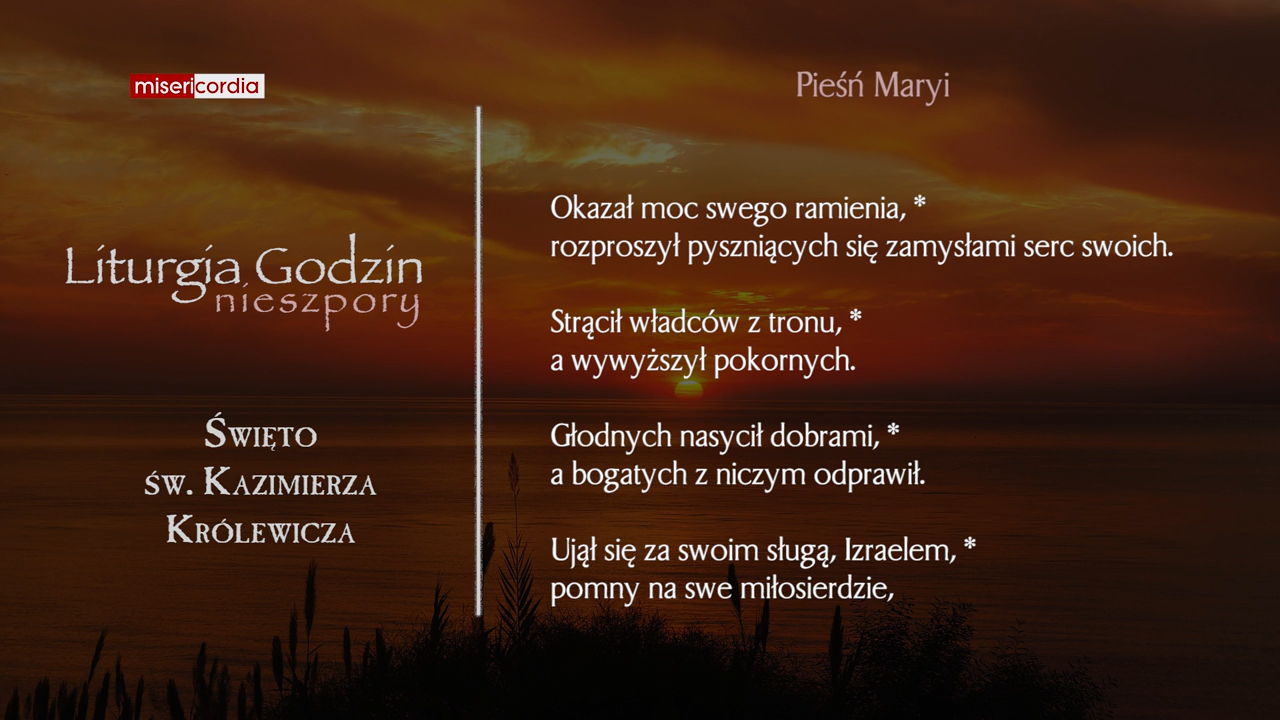 misericordia
Liturgia Godzin
nieszpory
Święto
św. Kazimierza
Królewicza
Pieśń Maryi
Okazał moc swego ramienia, *
rozproszył pyszniących się zamysłami serc swoich.
Strącił władców z tronu, *
a wywyższył pokornych.
Głodnych nasycił dobrami, *
a bogatych z niczym odprawił.
Ujął się za swoim sługą, Izraelem, *
pomny na swe miłosierdzie,